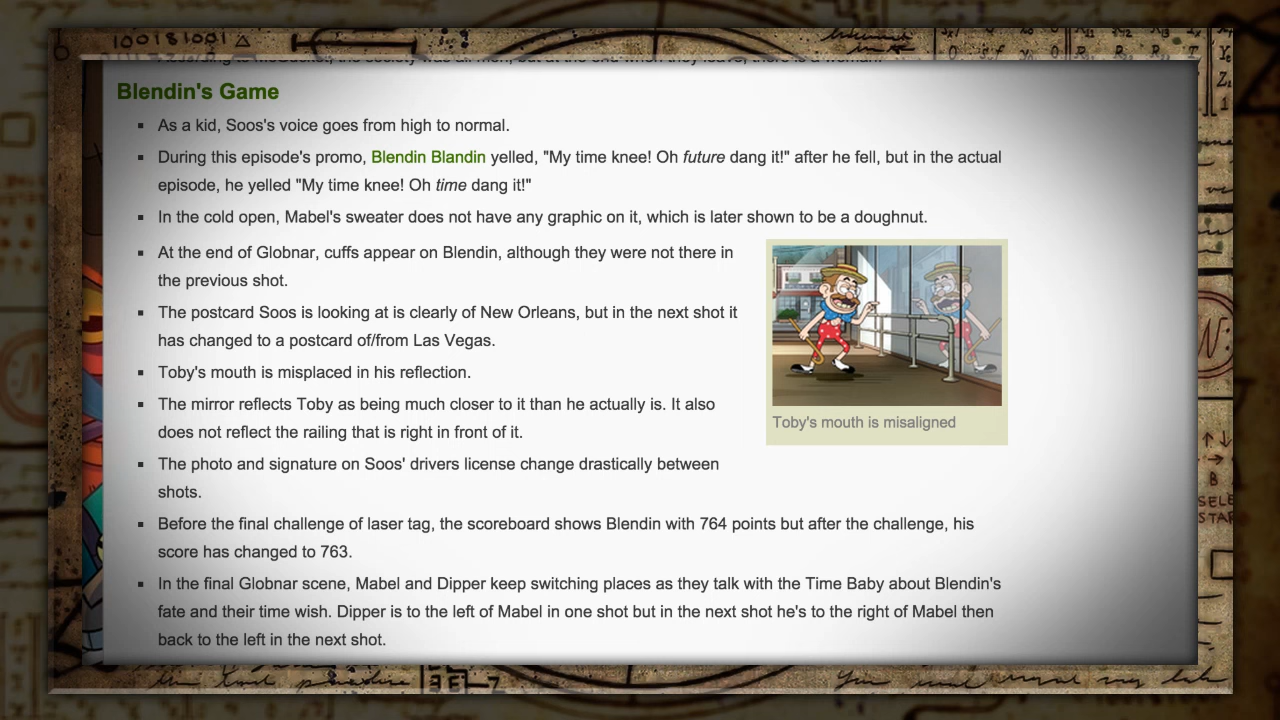 100181001
Blendin's Game
As a kid, Soos's voice goes from high to normal.
During this episode's promo, Blendin Blandin yelled, "My time knee! Oh future dang it!" after he fell, but in the actual
episode, he yelled "My time knee! Oh time dang it!"
In the cold open, Mabel's sweater does not have any graphic on it, which is later shown to be a doughnut.
At the end of Globnar, cuffs appear on Blendin, although they were not there in
the previous shot.
The postcard Soos is looking at is clearly of New Orleans, but in the next shot it
has changed to a postcard of/from Las Vegas.
Toby's mouth is misplaced in his reflection.
The mirror reflects Toby as being much closer to it than he actually is. It also
does not reflect the railing that is right in front of it.
Toby's mouth is misaligned
The photo and signature on Soos' drivers license change drastically between
shots.
Before the final challenge of laser tag, the scoreboard shows Blendin with 764 points but after the challenge, his
score has changed to 763.
In the final Globnar scene, Mabel and Dipper keep switching places as they talk with the Time Baby about Blendin's
fate and their time wish. Dipper is to the left of Mabel in one shot but in the next shot he's to the right of Mabel then
back to the left in the next shot.